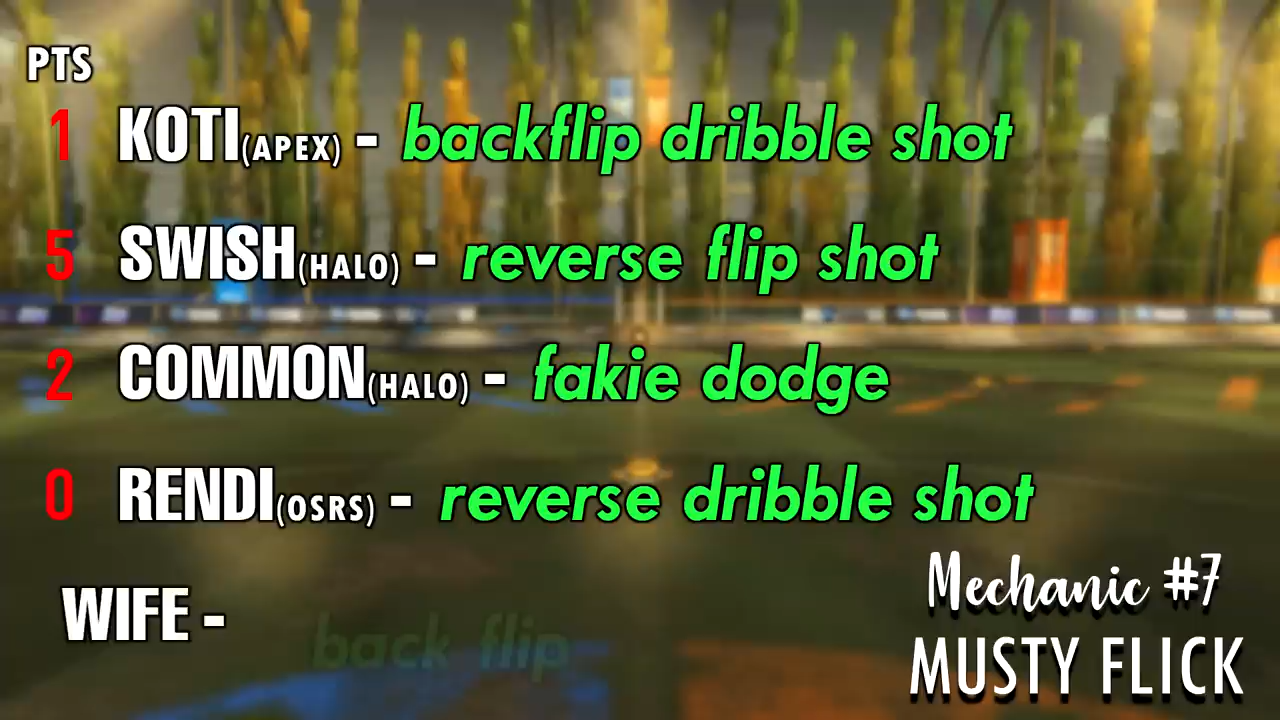 PTS
1 KOTI(APEX) - backflip dribble shot
5 SWISH(HALO) - reverse flip shot
2 COMMON(HALO) - fakie dodge
0 RENDI(OSRS) - reverse dribble shot
WIFE - back flip
Mechanic #7
MUSTY FLICK